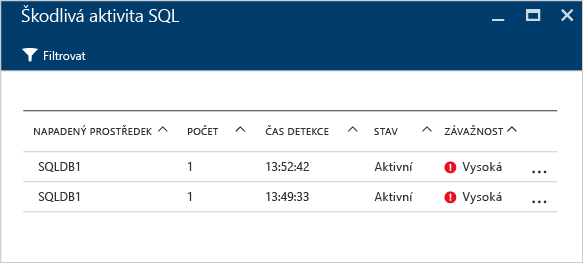 Škodlivá aktivita SQL
Filtrovat
NAPADENÝ PROSTŘEDEK POČET ČAS DETEKCE STAV ZÁVAŽNOST
SQLDB1 1 13:52:42 Aktivní Vysoká ...
SQLDB1 1 13:49:33 Aktivní Vysoká ...